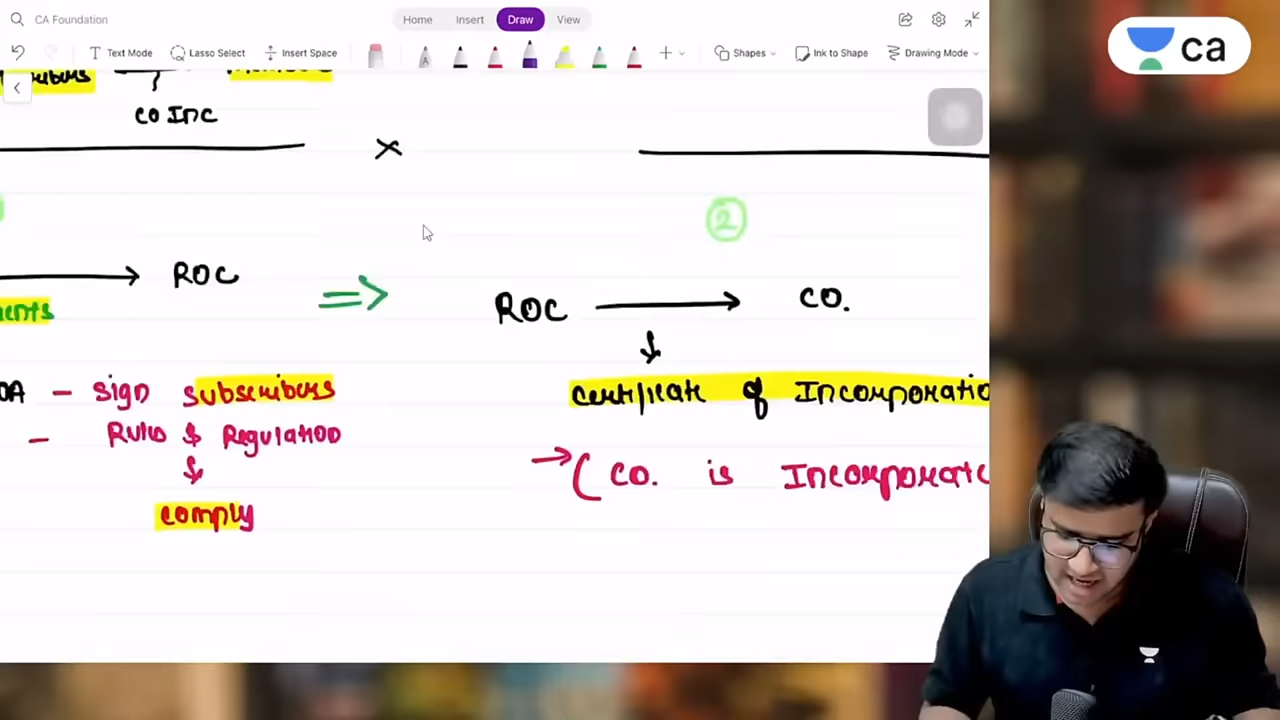 CA Foundation
Home Insert Draw View
Text Mode Lasso Select Insert Space Shapes Ink to Shape Drawing Mode
ca
CO Inc
×
2
ROC => ROC → CO.
- Sign subscribers
- Rules & Regulation
comply
certificate of Incorporatio
→ ( CO. is Incorporate